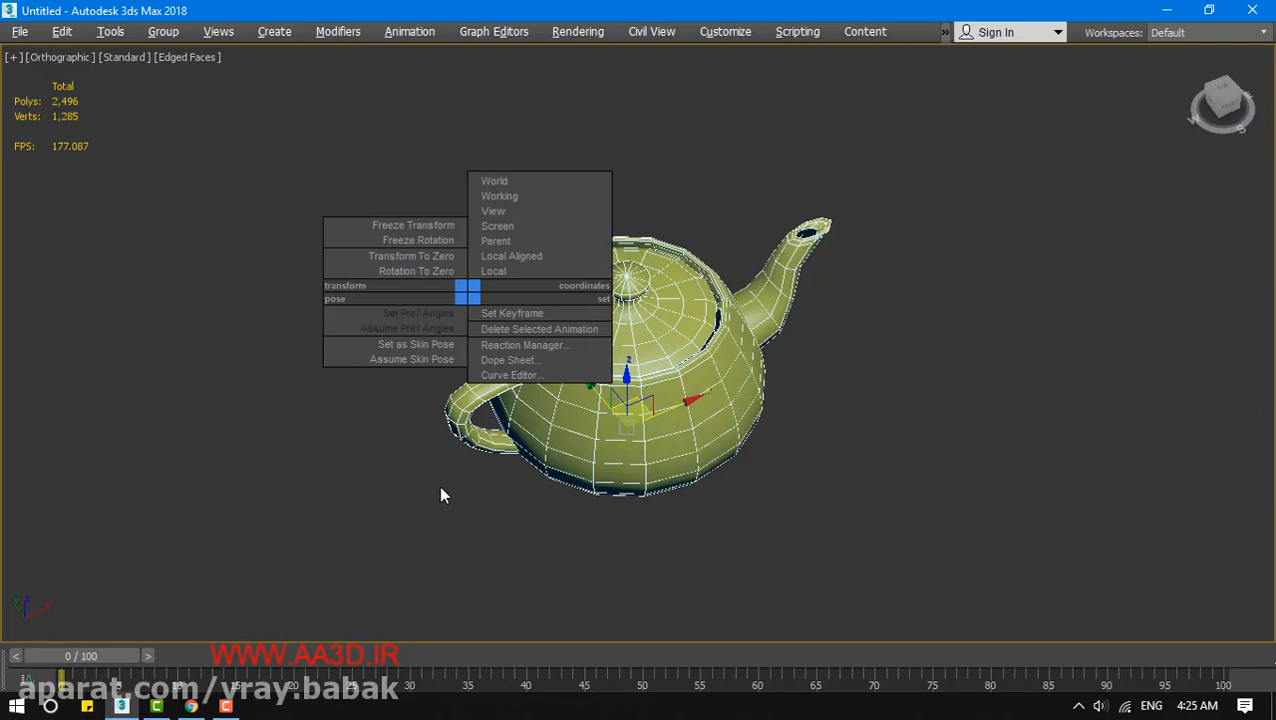 Untitled - Autodesk 3ds Max 2018
File Edit Tools Group Views Create Modifiers Animation Graph Editors Rendering Civil View Customize Scripting Content » Sign In Workspaces: Default
[+] [Orthographic] [Standard] [Edged Faces]
Total
Polys: 2,496
Verts: 1,285
FPS: 177.087
World
Working
View
Screen
Parent
Local Aligned
Local
Freeze Transform
Freeze Rotation
Transform To Zero
Rotation To Zero
transform coordinates
pose set
Set Pref Angles
Assume Pref Angles
Set as Skin Pose
Assume Skin Pose
Set Keyframe
Delete Selected Animation
Reaction Manager...
Dope Sheet...
Curve Editor...
z
< 0 / 100 >
WWW.AA3D.IR
25 30 35 40 45 50 55 60 65 70 75 80 85 90 95 100
aparat.com/vray.babak
ENG 4:25 AM